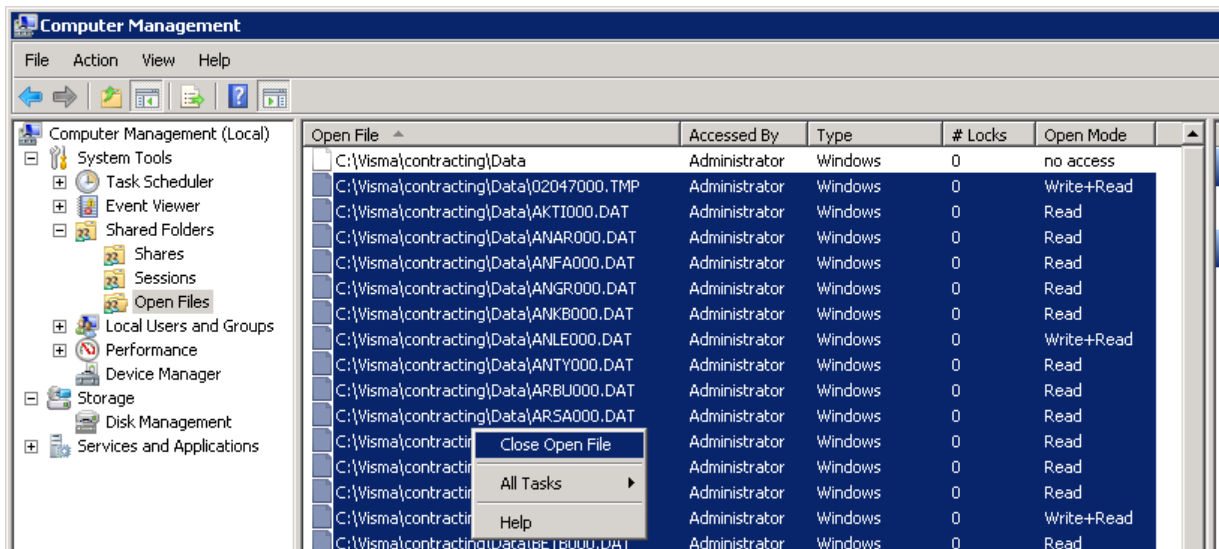 Computer Management
File Action View Help
Computer Management (Local)
System Tools
Task Scheduler
Event Viewer
Shared Folders
Shares
Sessions
Open Files
Local Users and Groups
Performance
Device Manager
Storage
Disk Management
Services and Applications
Open File Accessed By Type # Locks Open Mode
C:\Visma\contracting\Data Administrator Windows 0 no access
C:\Visma\contracting\Data\02047000.TMP Administrator Windows 0 Write+Read
C:\Visma\contracting\Data\AKTI000.DAT Administrator Windows 0 Read
C:\Visma\contracting\Data\ANAR000.DAT Administrator Windows 0 Read
C:\Visma\contracting\Data\ANFA000.DAT Administrator Windows 0 Read
C:\Visma\contracting\Data\ANGR000.DAT Administrator Windows 0 Read
C:\Visma\contracting\Data\ANKB000.DAT Administrator Windows 0 Read
C:\Visma\contracting\Data\ANLE000.DAT Administrator Windows 0 Write+Read
C:\Visma\contracting\Data\ANTY000.DAT Administrator Windows 0 Read
C:\Visma\contracting\Data\ARBU000.DAT Administrator Windows 0 Read
C:\Visma\contracting\Data\ARSA000.DAT Administrator Windows 0 Read
C:\Visma\contractin Administrator Windows 0 Read
C:\Visma\contractin Administrator Windows 0 Read
C:\Visma\contractin Administrator Windows 0 Read
C:\Visma\contractin Administrator Windows 0 Write+Read
C:\Visma\contracting\Data\BETB000.DAT Administrator Windows 0 Read
Close Open File
All Tasks
Help